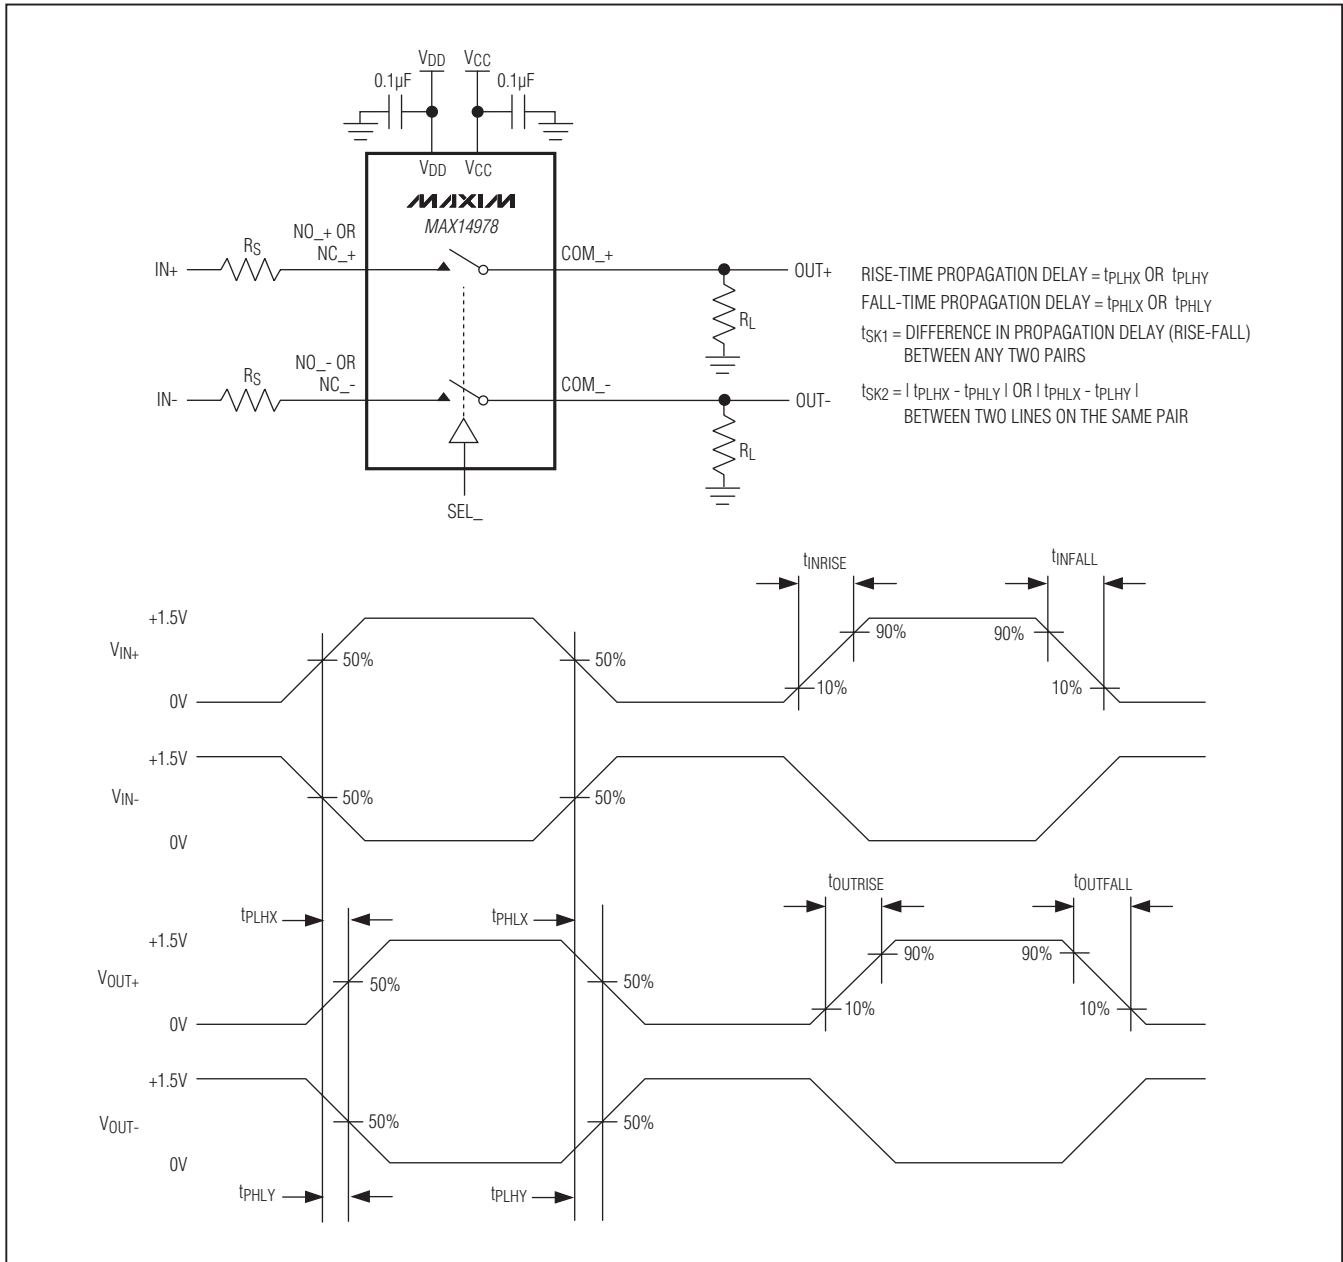 VDD VCC
0.1µF 0.1µF
VDD VCC
MAXIM
MAX14978
NO_+ OR
NC_+
RS
IN+
COM_+
OUT+
RL
NO_- OR
NC_-
RS
IN-
COM_-
OUT-
RL
SEL_
RISE-TIME PROPAGATION DELAY = tPLHX OR tPLHY
FALL-TIME PROPAGATION DELAY = tPHLX OR tPHLY
tSK1 = DIFFERENCE IN PROPAGATION DELAY (RISE-FALL)
BETWEEN ANY TWO PAIRS
tSK2 = | tPLHX - tPHLY | OR | tPHLX - tPLHY |
BETWEEN TWO LINES ON THE SAME PAIR
tINRISE tINFALL
+1.5V
VIN+
0V
50% 50% 90% 90%
10% 10%
+1.5V
VIN-
0V
50% 50%
tOUTRISE tOUTFALL
tPLHX tPHLX
+1.5V
VOUT+
0V
50% 50% 90% 90%
10% 10%
+1.5V
VOUT-
0V
50% 50%
tPHLY tPLHY